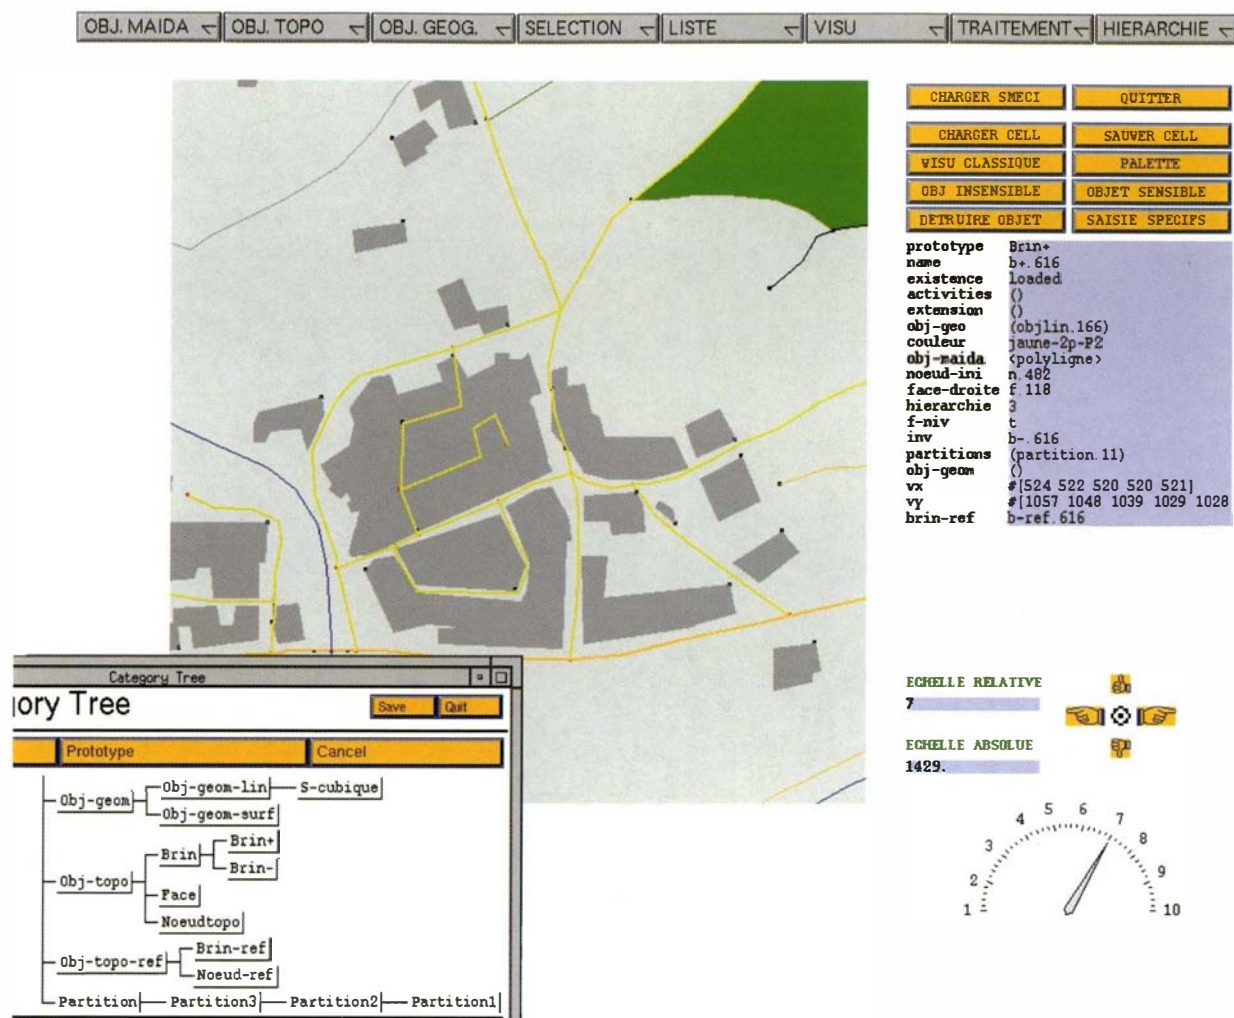 OBJ. MAIDA OBJ. TOPO OBJ. GEOG. SELECTION LISTE VISU TRAITEMENT HIERARCHIE
CHARGER SMECI QUITTER
CHARGER CELL SAUVER CELL
VISU CLASSIQUE PALETTE
OBJ INSENSIBLE OBJET SENSIBLE
DETRUIRE OBJET SAISIE SPECIFS
prototype Brin+
name b+.616
existence loaded
activities ()
extension ()
obj-geo (objlin.166)
couleur jaune-2p-P2
obj-maida <polyligne>
noeud-ini n.482
face-droite f.118
hierarchie 3
f-niv t
inv b-.616
partitions (partition.11)
obj-geom ()
vx #[524 522 520 520 521]
vy #[1057 1048 1039 1029 1028
brin-ref b-ref.616
ECHELLE RELATIVE
7
ECHELLE ABSOLUE
1429.
1 2 3 4 5 6 7 8 9 10
Category Tree
ory Tree Save Quit
Prototype Cancel
Obj-geom Obj-geom-lin S-cubique
Obj-geom-surf
Obj-topo Brin Brin+
Brin-
Face
Noeudtopo
Obj-topo-ref Brin-ref
Noeud-ref
Partition Partition3 Partition2 Partition1